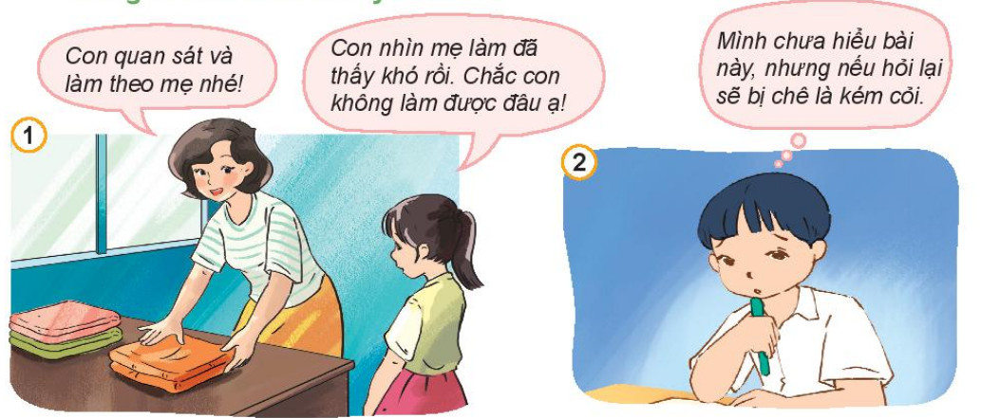 Con quan sát và
làm theo mẹ nhé!
Con nhìn mẹ làm đã
thấy khó rồi. Chắc con
không làm được đâu ạ!
1
Mình chưa hiểu bài
này, nhưng nếu hỏi lại
sẽ bị chê là kém cỏi.
2